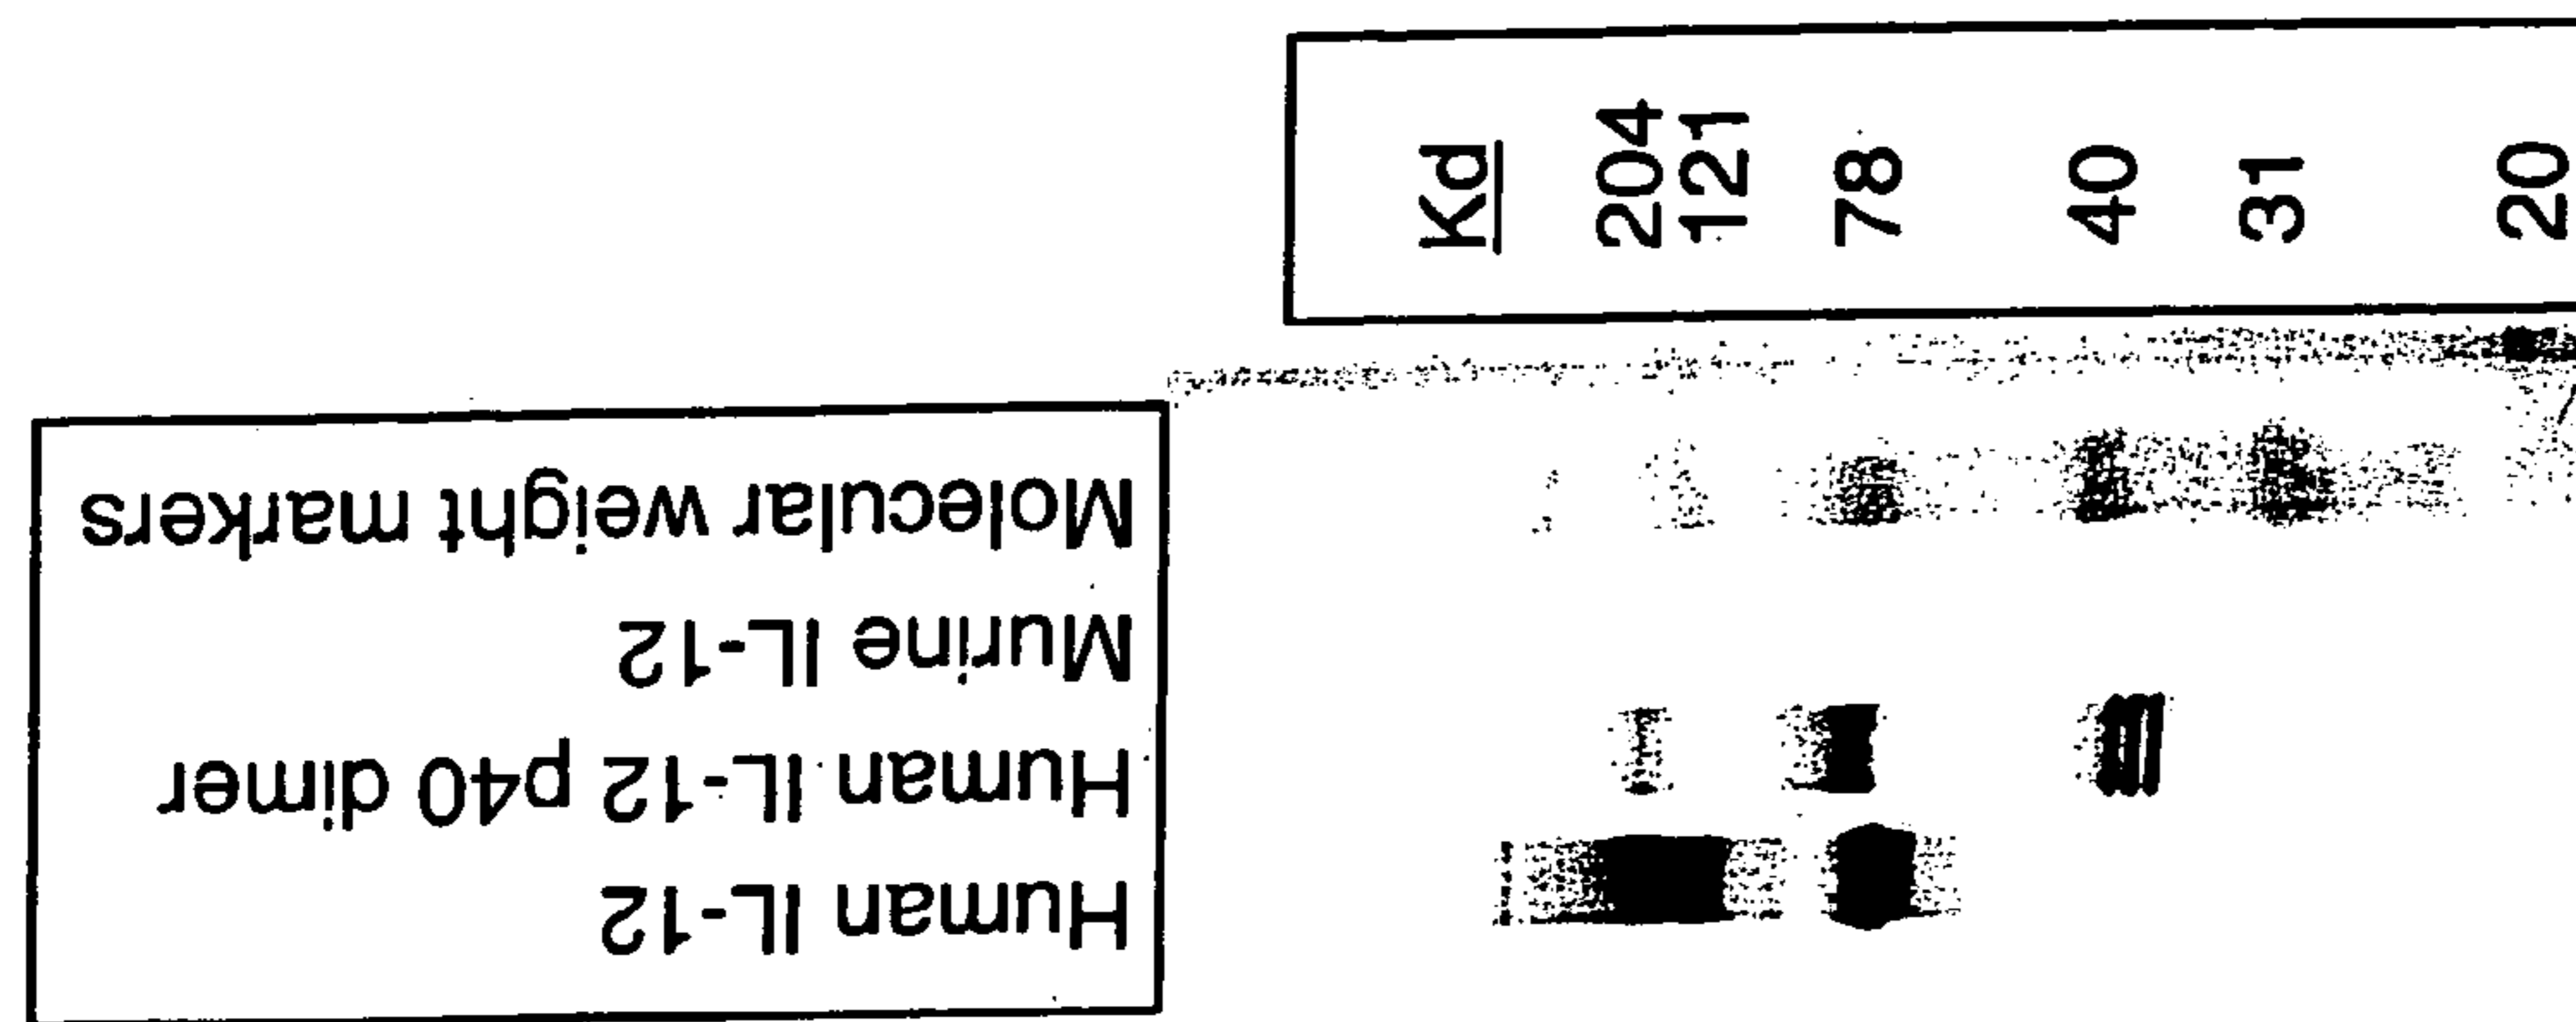 Kd
204
121
78
40
31
20
Human IL-12
Human IL-12 p40 dimer
Murine IL-12
Molecular weight markers